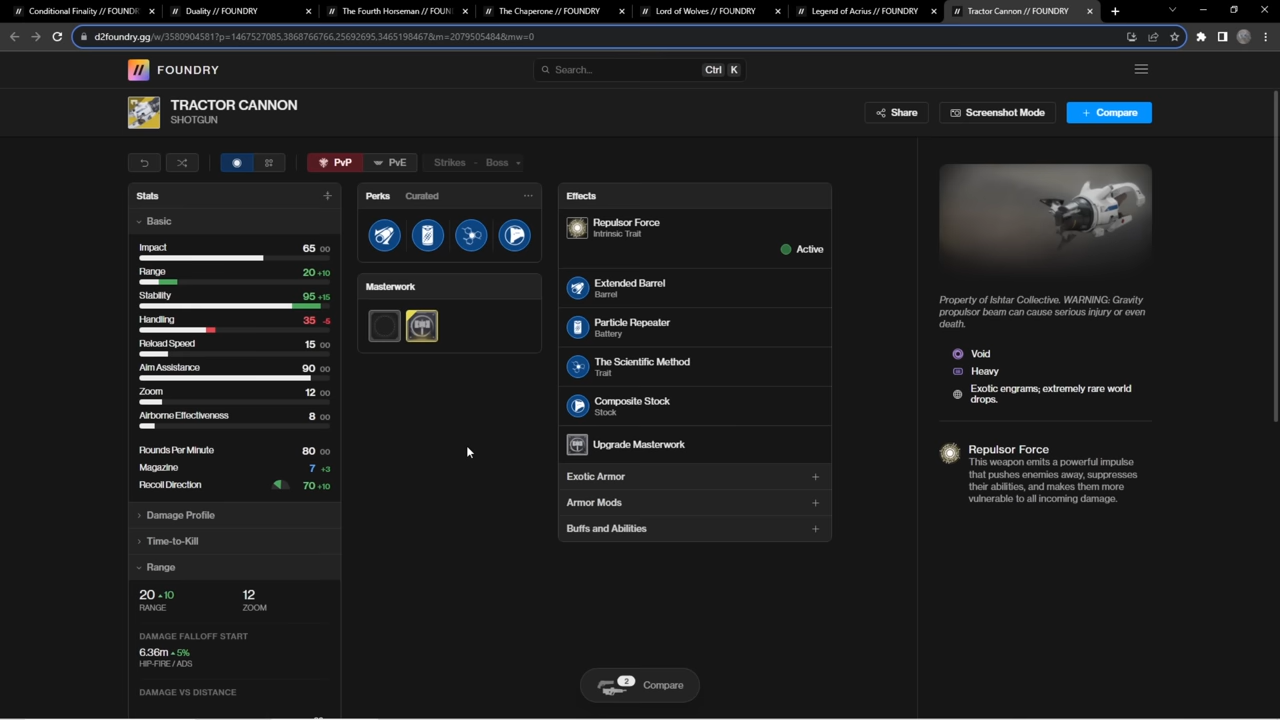 Conditional Finality // FOUND
Duality // FOUNDRY
The Fourth Horseman // FOUN
The Chaperone // FOUNDRY
Lord of Wolves // FOUNDRY
Legend of Acrius // FOUNDRY
Tractor Cannon // FOUNDRY
d2foundry.gg/w/3580904581?p=1467527085,3868766766,25692695,3465198467&m=2079505484&mw=0
FOUNDRY
Search...
Ctrl K
TRACTOR CANNON
SHOTGUN
Share
Screenshot Mode
+ Compare
PvP
PvE
Strikes - Boss
Stats
Basic
Impact 65 00
Range 20 +10
Stability 95 +15
Handling 35 -5
Reload Speed 15 00
Aim Assistance 90 00
Zoom 12 00
Airborne Effectiveness 8 00
Rounds Per Minute 80 00
Magazine 7 +3
Recoil Direction 70 +10
Damage Profile
Time-to-Kill
Range
20 10 12
RANGE ZOOM
DAMAGE FALLOFF START
6.36m 5%
HIP-FIRE / ADS
DAMAGE VS DISTANCE
Perks Curated
Masterwork
Effects
Repulsor Force
Intrinsic Trait
Active
Extended Barrel
Barrel
Particle Repeater
Battery
The Scientific Method
Trait
Composite Stock
Stock
Upgrade Masterwork
Exotic Armor +
Armor Mods +
Buffs and Abilities +
2 Compare
Property of Ishtar Collective. WARNING: Gravity
propulsor beam can cause serious injury or even
death.
Void
Heavy
Exotic engrams; extremely rare world
drops.
Repulsor Force
This weapon emits a powerful impulse
that pushes enemies away, suppresses
their abilities, and makes them more
vulnerable to all incoming damage.